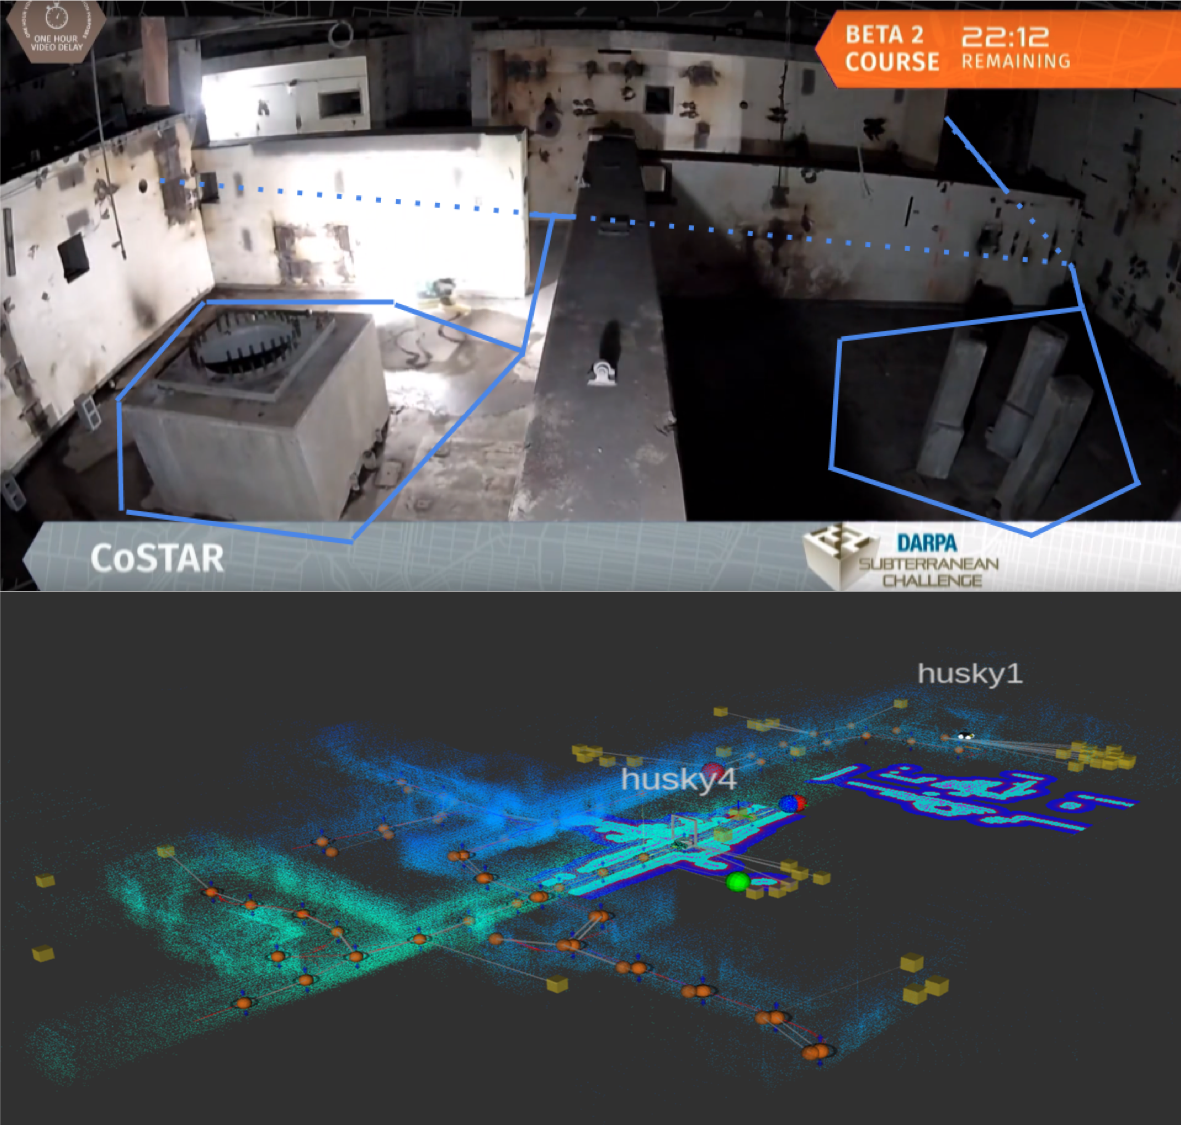 ONE HOUR
VIDEO DELAY
BETA 2
COURSE
22:12
REMAINING
CoSTAR
DARPA
SUBTERRANEAN
CHALLENGE
husky1
husky4